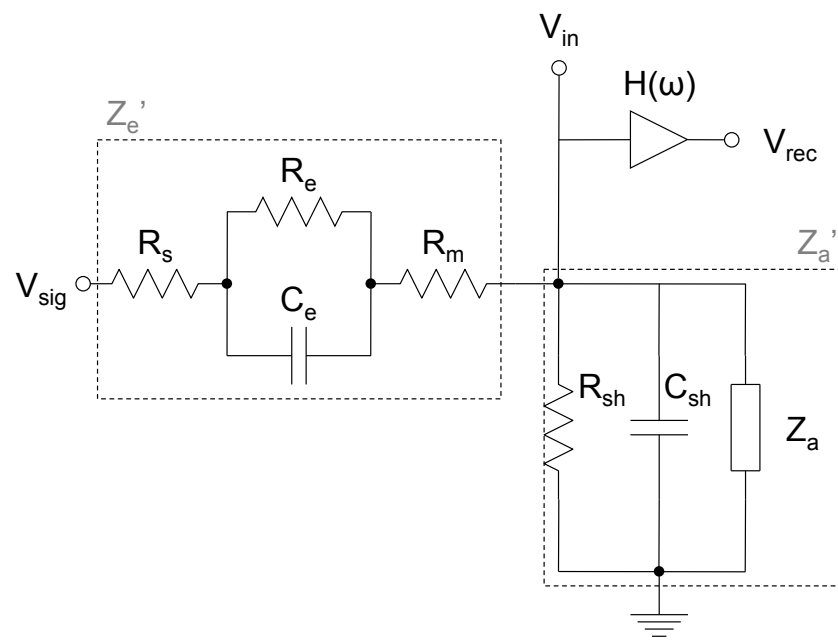 V_in
H(ω)
Z_e’
V_rec
R_e
R_s
R_m
Z_a’
V_sig
C_e
R_sh
C_sh
Z_a